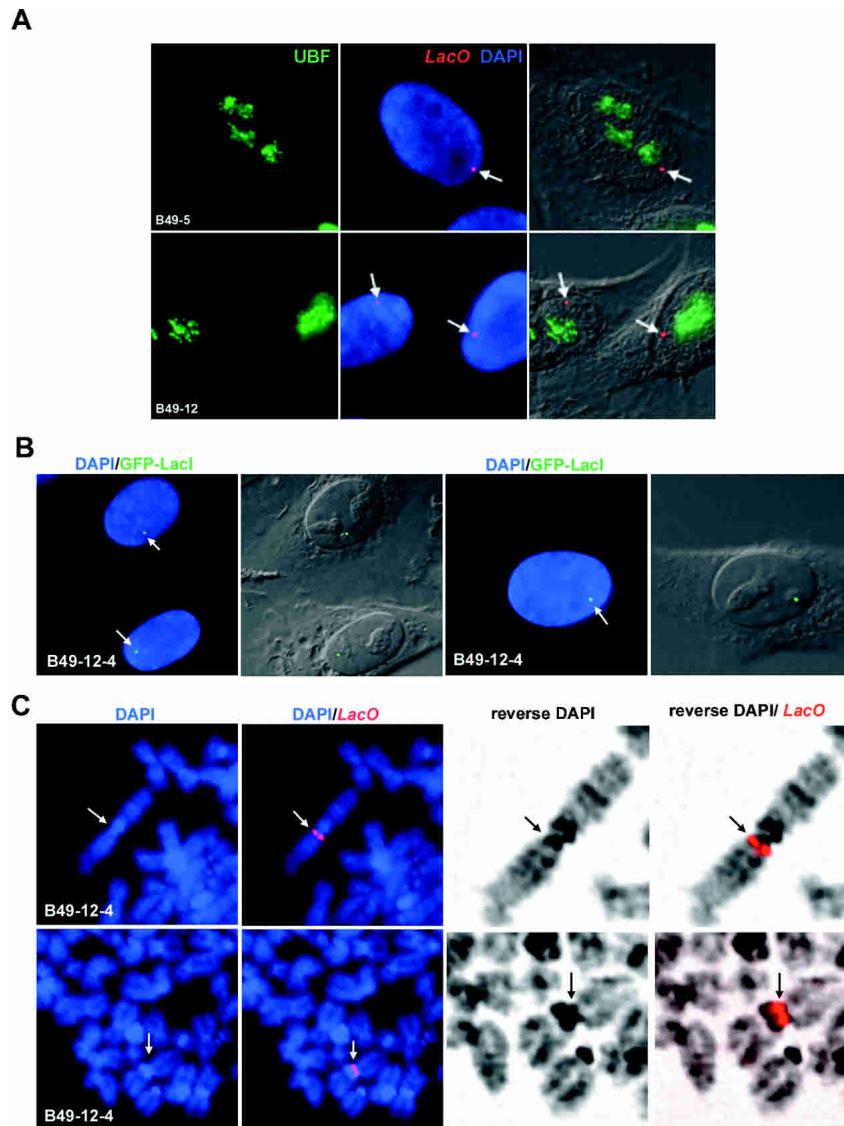 A
UBF
LacO DAPI
B49-5
B49-12
B
DAPI/GFP-LacI
DAPI/GFP-LacI
B49-12-4
B49-12-4
C
DAPI
DAPI/LacO
reverse DAPI
reverse DAPI/ LacO
B49-12-4
B49-12-4